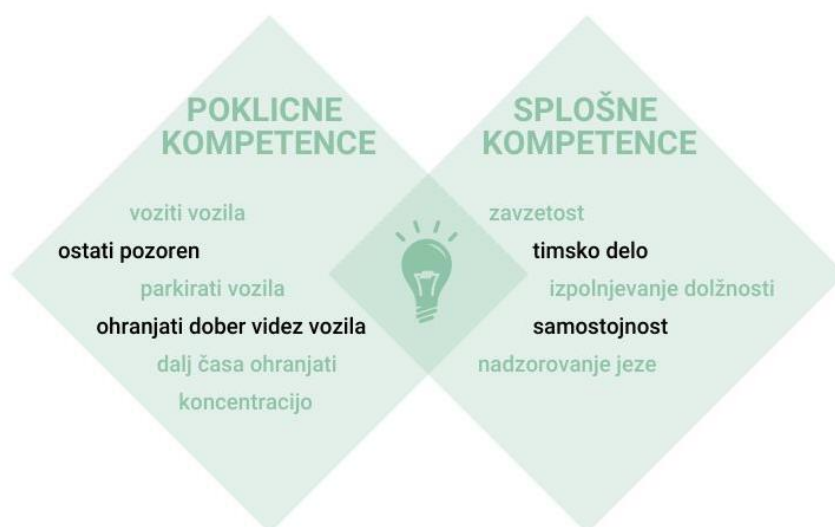 POKLICNE
KOMPETENCE
voziti vozila
ostati pozoren
parkirati vozila
ohranjati dober videz vozila
dalj časa ohranjati
koncentracijo
SPLOŠNE
KOMPETENCE
zavzetost
timsko delo
izpolnjevanje dolžnosti
samostojnost
nadzorovanje jeze